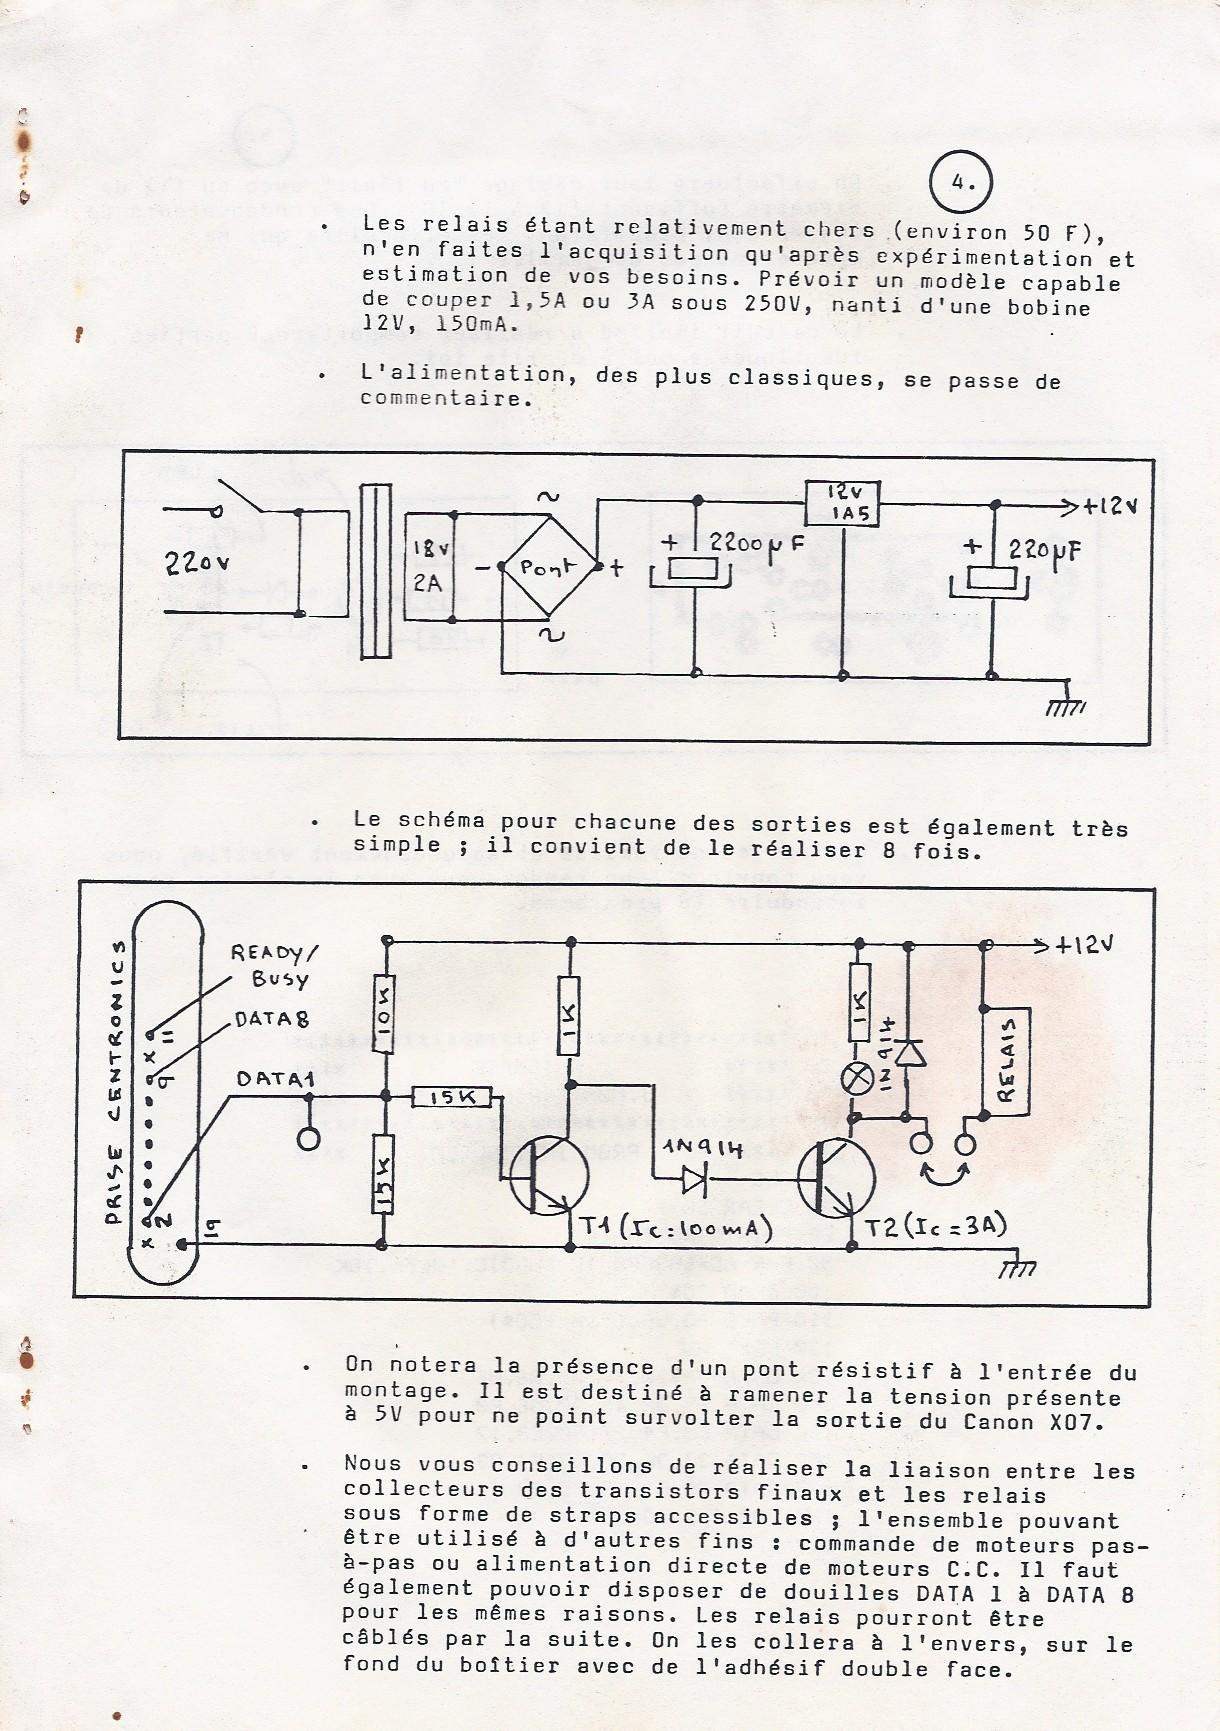 4.
. Les relais étant relativement chers (environ 50 F),
n'en faites l'acquisition qu'après expérimentation et
estimation de vos besoins. Prévoir un modèle capable
de couper 1,5A ou 3A sous 250V, nanti d'une bobine
12V, 150mA.
. L'alimentation, des plus classiques, se passe de
commentaire.
220V
18V
2A
~
- Pont +
~
+ 2200µF
12V
1A5
+ 220µF
+12V
. Le schéma pour chacune des sorties est également très
simple ; il convient de le réaliser 8 fois.
PRISE CENTRONICS
READY/
BUSY
DATA8
DATA1
11
x
9
2
x
19
10K
15K
15K
1K
T1 (Ic=100mA)
1N914
1K
1N914
T2 (Ic=3A)
RELAIS
+12V
. On notera la présence d'un pont résistif à l'entrée du
montage. Il est destiné à ramener la tension présente
à 5V pour ne point survolter la sortie du Canon X07.
. Nous vous conseillons de réaliser la liaison entre les
collecteurs des transistors finaux et les relais
sous forme de straps accessibles ; l'ensemble pouvant
être utilisé à d'autres fins : commande de moteurs pas-
à-pas ou alimentation directe de moteurs C.C. Il faut
également pouvoir disposer de douilles DATA 1 à DATA 8
pour les mêmes raisons. Les relais pourront être
câblés par la suite. On les collera à l'envers, sur le
fond du boîtier avec de l'adhésif double face.